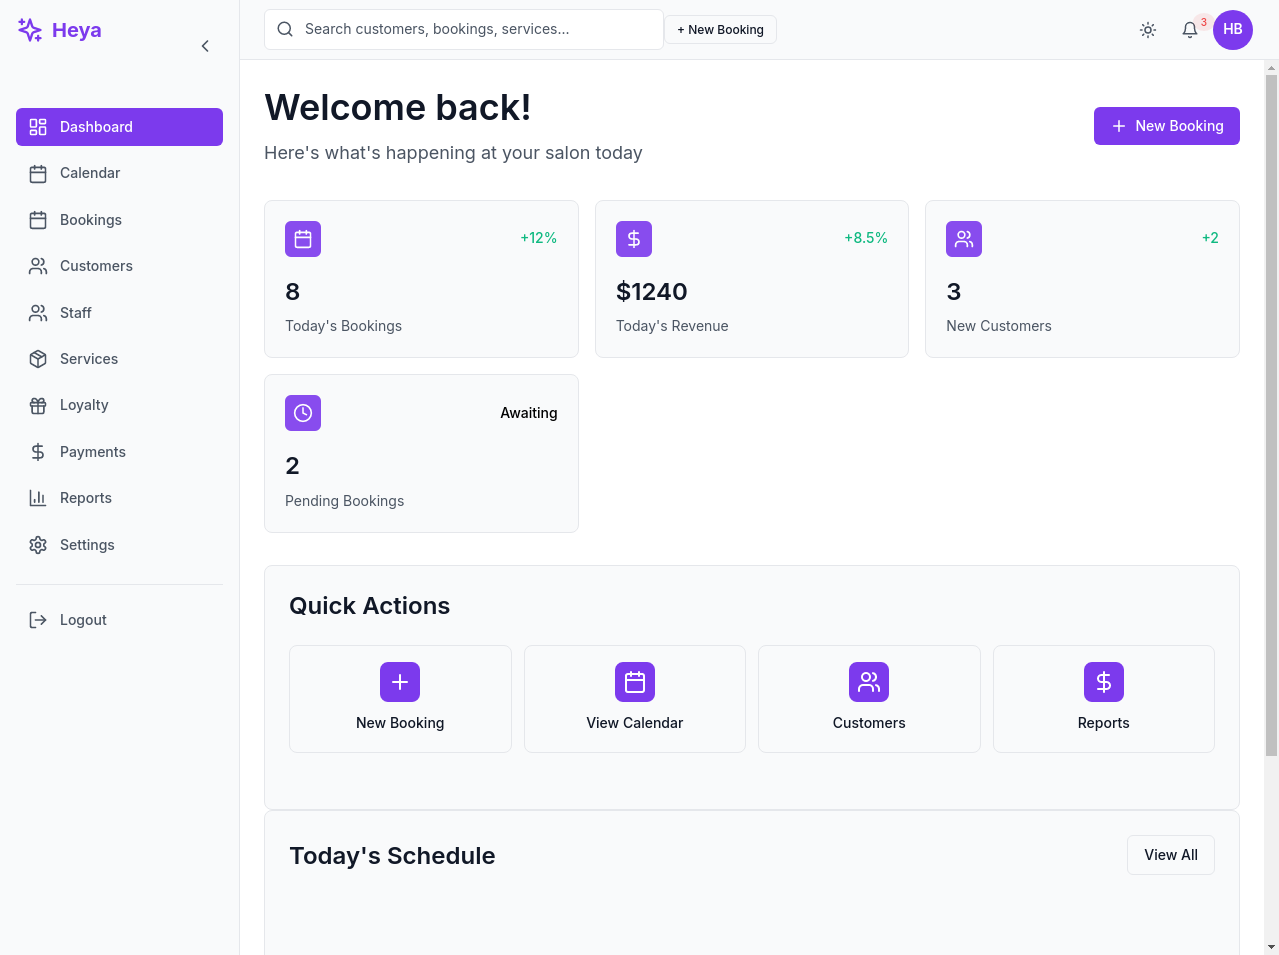 Heya
Search customers, bookings, services...
+ New Booking
3
HB
Dashboard
Calendar
Bookings
Customers
Staff
Services
Loyalty
Payments
Reports
Settings
Logout
Welcome back!
Here's what's happening at your salon today
New Booking
+12%
8
Today's Bookings
+8.5%
$1240
Today's Revenue
+2
3
New Customers
Awaiting
2
Pending Bookings
Quick Actions
New Booking
View Calendar
Customers
Reports
Today's Schedule
View All